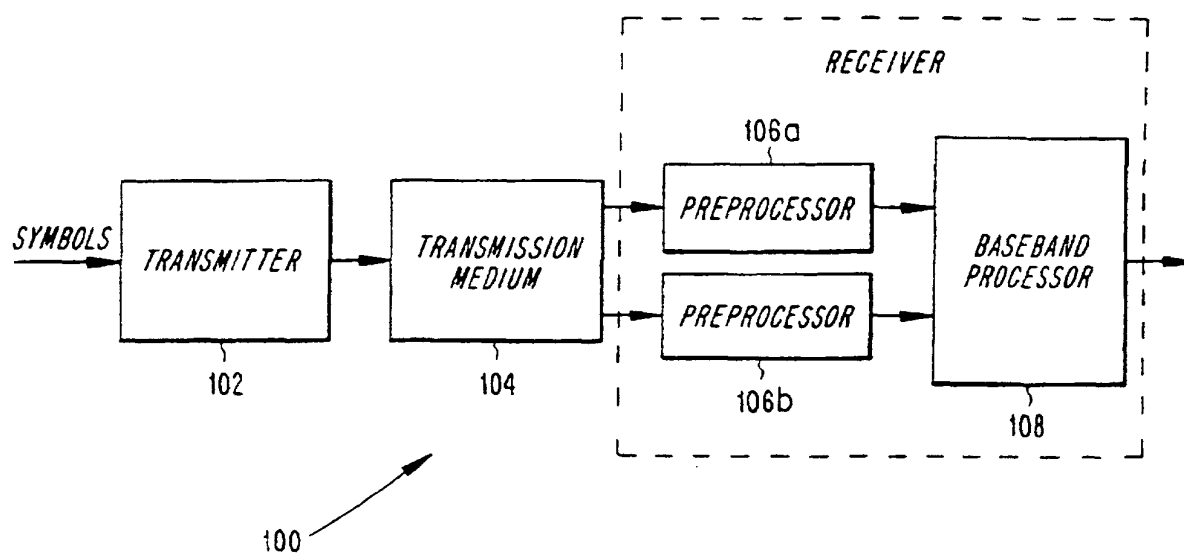 RECEIVER
106a
SYMBOLS
TRANSMITTER
TRANSMISSION
MEDIUM
PREPROCESSOR
PREPROCESSOR
BASEBAND
PROCESSOR
102
104
106b
108
100